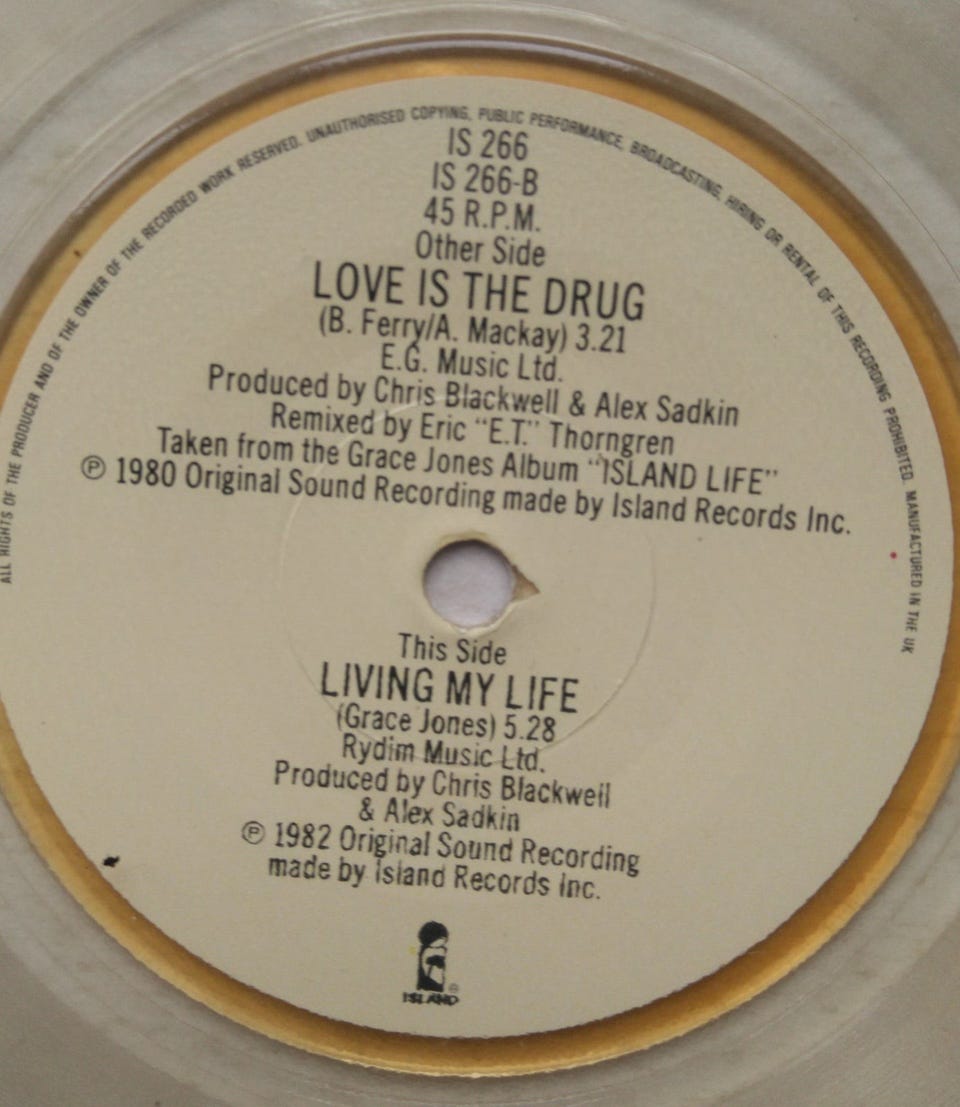 ALL RIGHTS OF THE PRODUCER AND OF THE OWNER OF THE RECORDED WORK RESERVED. UNAUTHORISED COPYING, PUBLIC PERFORMANCE, BROADCASTING, HIRING OR RENTAL OF THIS RECORDING PROHIBITED. MANUFACTURED IN THE UK
IS 266
IS 266-B
45 R.P.M.
Other Side
LOVE IS THE DRUG
(B. Ferry/A. Mackay) 3.21
E.G. Music Ltd.
Produced by Chris Blackwell & Alex Sadkin
Remixed by Eric "E.T." Thorngren
Taken from the Grace Jones Album "ISLAND LIFE"
℗ 1980 Original Sound Recording made by Island Records Inc.
This Side
LIVING MY LIFE
(Grace Jones) 5.28
Rydim Music Ltd.
Produced by Chris Blackwell
& Alex Sadkin
℗ 1982 Original Sound Recording
made by Island Records Inc.
ISLAND ®